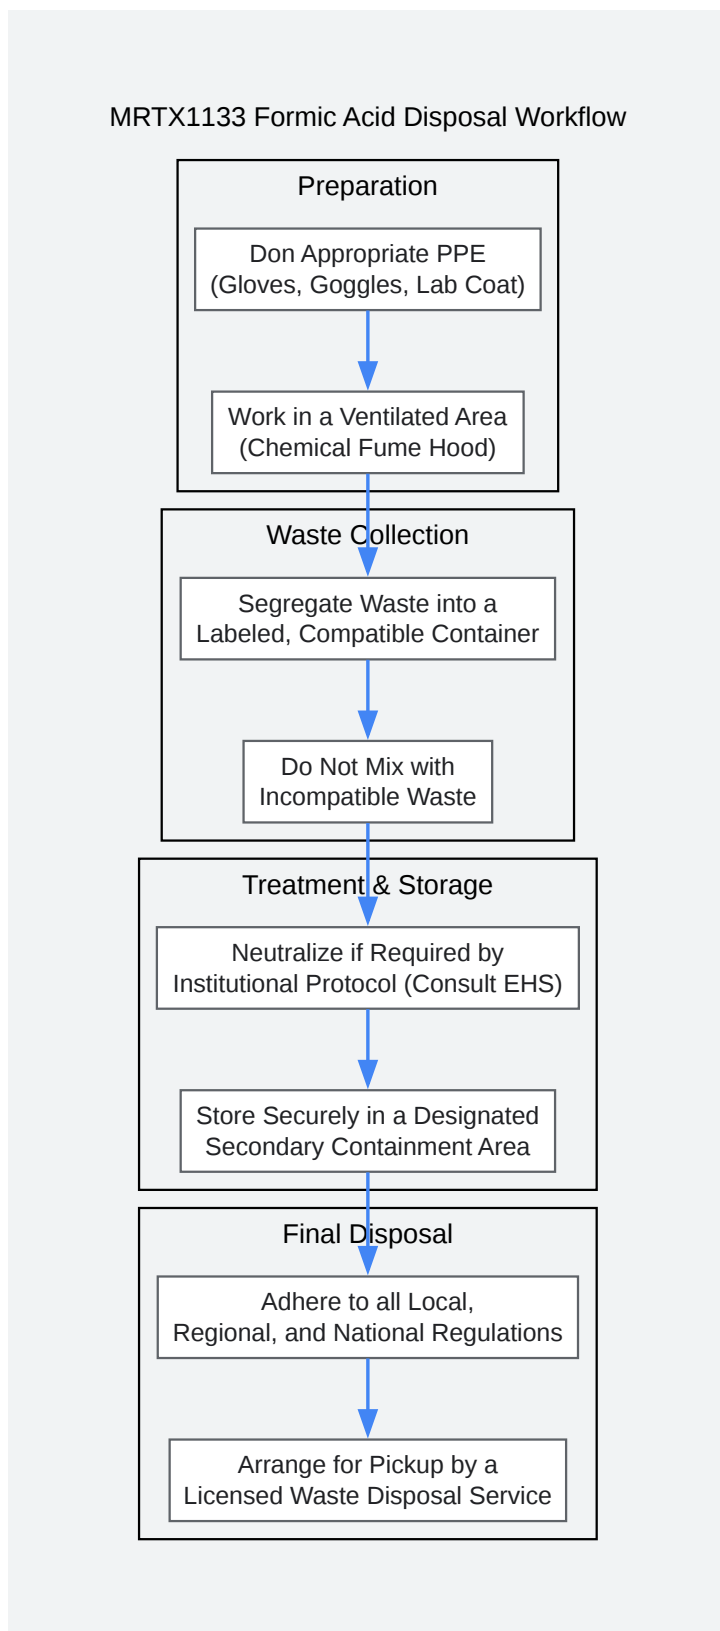 MRTX1133 Formic Acid Disposal Workflow
Preparation
Don Appropriate PPE
(Gloves, Goggles, Lab Coat)
Work in a Ventilated Area
(Chemical Fume Hood)
Waste Collection
Segregate Waste into a
Labeled, Compatible Container
Do Not Mix with
Incompatible Waste
Treatment & Storage
Neutralize if Required by
Institutional Protocol (Consult EHS)
Store Securely in a Designated
Secondary Containment Area
Final Disposal
Adhere to all Local,
Regional, and National Regulations
Arrange for Pickup by a
Licensed Waste Disposal Service